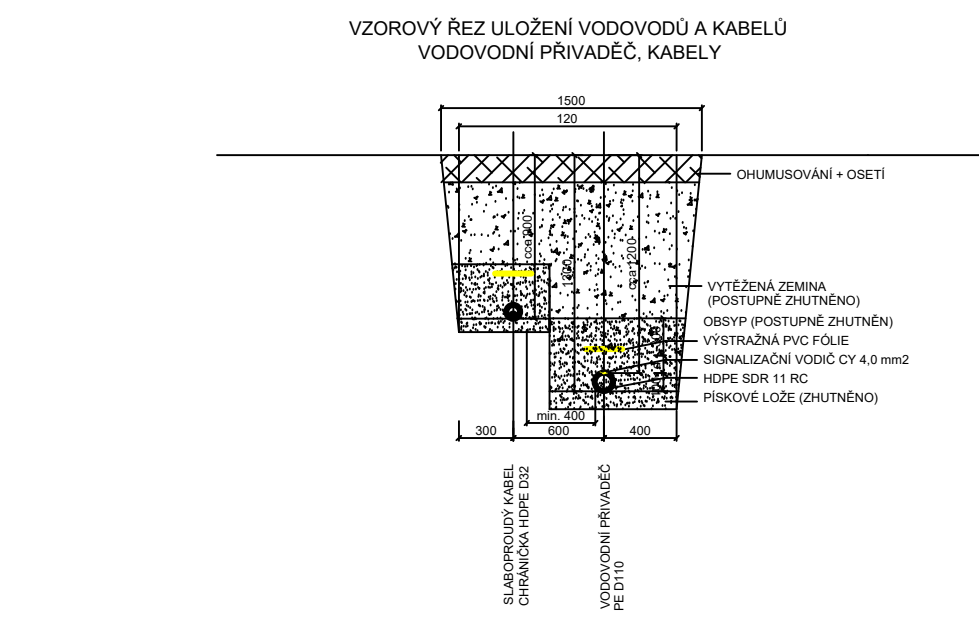 VZOROVÝ ŘEZ ULOŽENÍ VODOVODŮ A KABELŮ
VODOVODNÍ PŘIVADĚČ, KABELY
1500
120
OHUMUSOVÁNÍ + OSETÍ
cca 900
1300
cca 1200
VYTĚŽENÁ ZEMINA
(POSTUPNĚ ZHUTNĚNO)
OBSYP (POSTUPNĚ ZHUTNĚN)
VÝSTRAŽNÁ PVC FÓLIE
SIGNALIZAČNÍ VODIČ CY 4,0 mm2
HDPE SDR 11 RC
PÍSKOVÉ LOŽE (ZHUTNĚNO)
min. 400
300
600
400
SLABOPROUDÝ KABEL
CHRÁNIČKA HDPE D32
VODOVODNÍ PŘIVADĚČ
PE D110